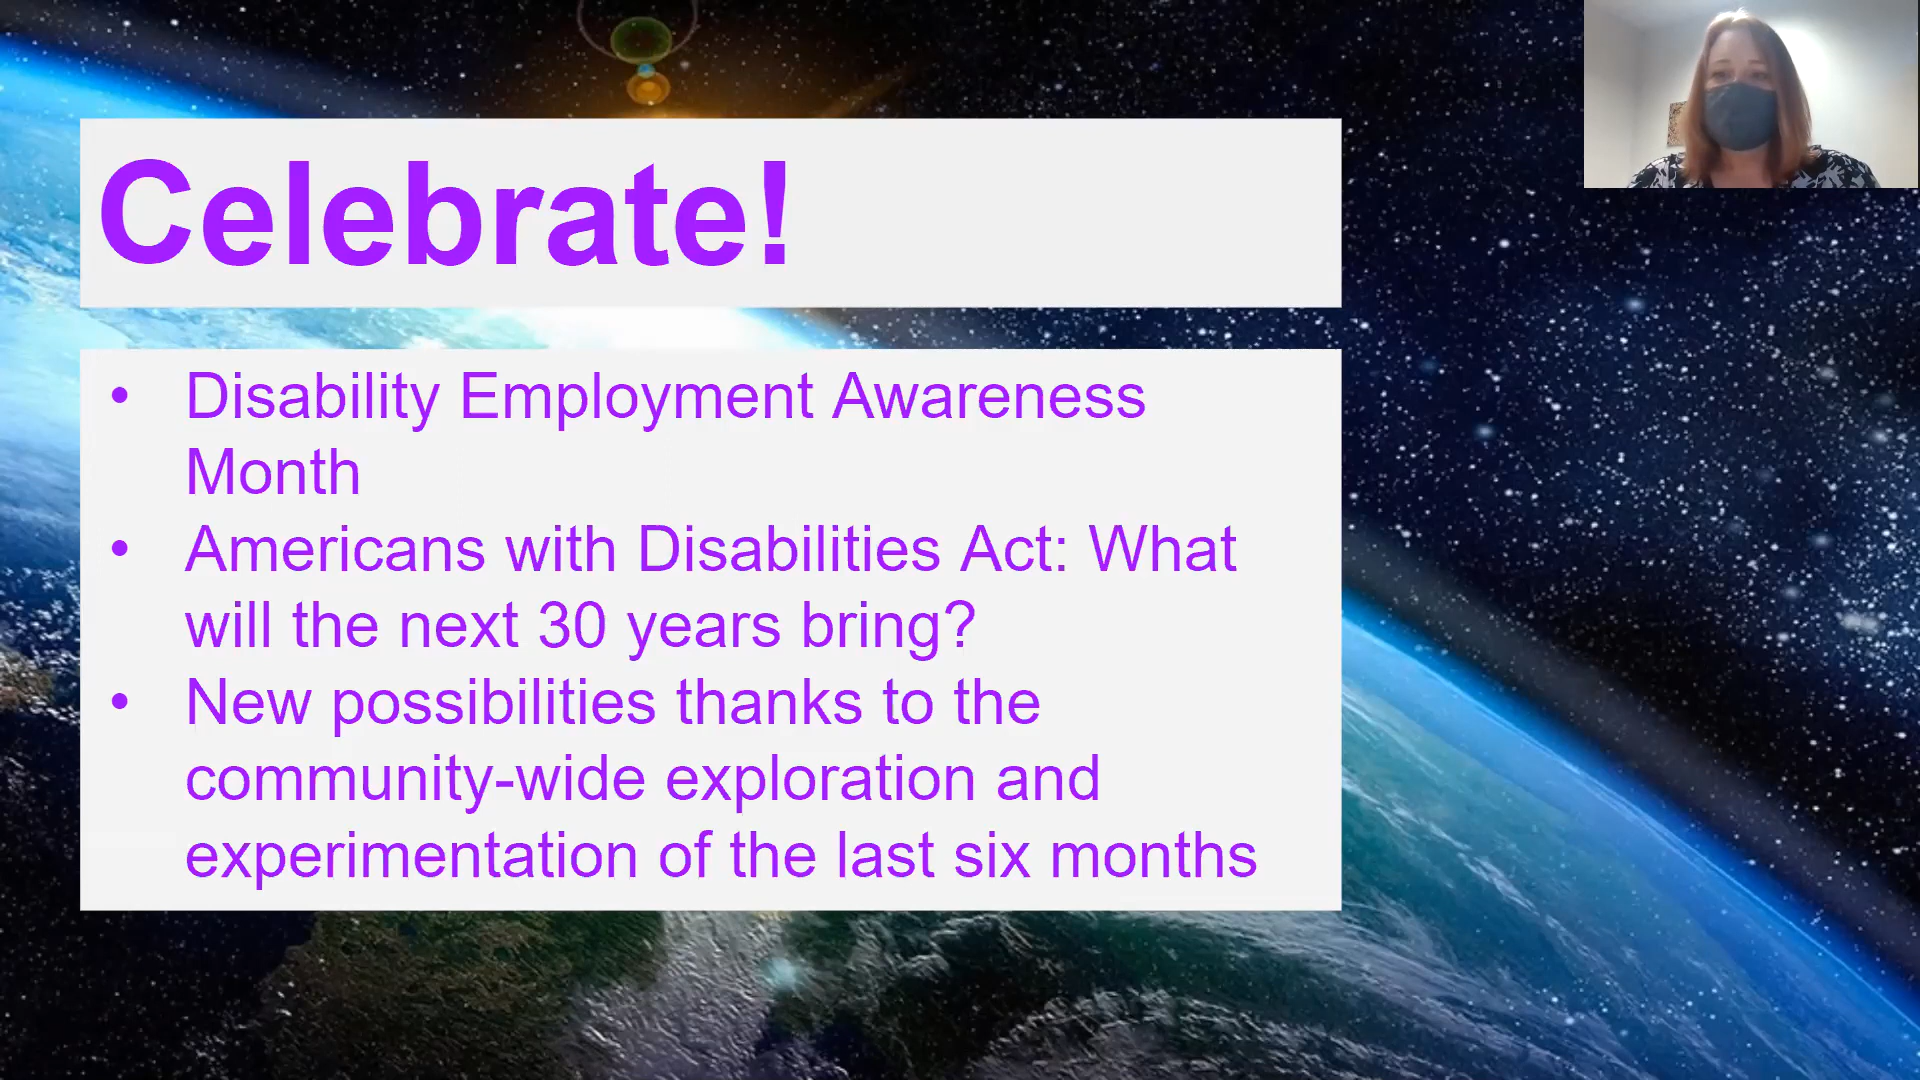 Celebrate!
• Disability Employment Awareness
Month
• Americans with Disabilities Act: What
will the next 30 years bring?
• New possibilities thanks to the
community-wide exploration and
experimentation of the last six months